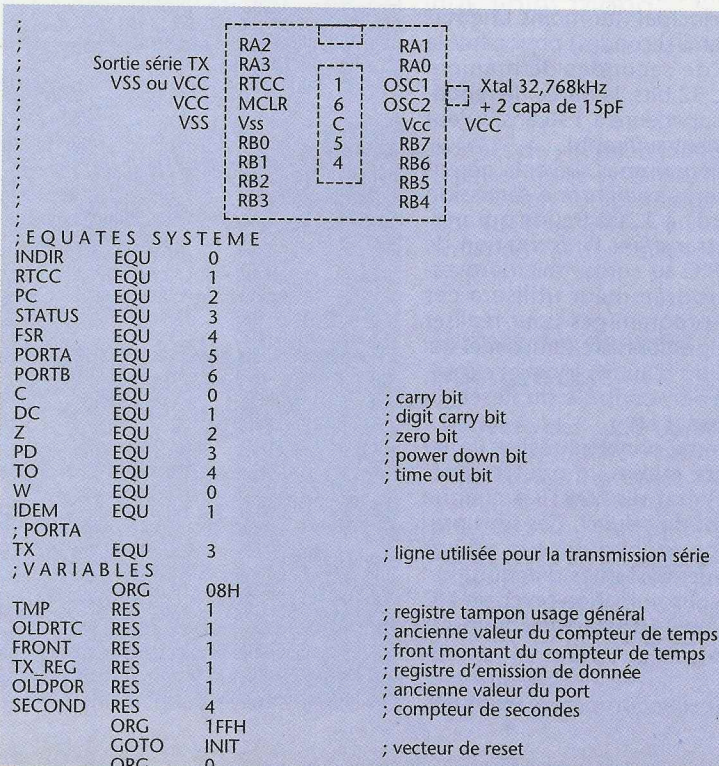 ;
; RA2 RA1
; Sortie série TX RA3 RA0
; VSS ou VCC RTCC 1 OSC1 Xtal 32,768kHz
; VCC MCLR 6 OSC2 + 2 capa de 15pF
; VSS Vss C Vcc VCC
; RB0 5 RB7
; RB1 4 RB6
; RB2 RB5
; RB3 RB4
;
;EQUATES SYSTEME
INDIR EQU 0
RTCC EQU 1
PC EQU 2
STATUS EQU 3
FSR EQU 4
PORTA EQU 5
PORTB EQU 6
C EQU 0 ; carry bit
DC EQU 1 ; digit carry bit
Z EQU 2 ; zero bit
PD EQU 3 ; power down bit
TO EQU 4 ; time out bit
W EQU 0
IDEM EQU 1
; PORTA
TX EQU 3 ; ligne utilisée pour la transmission série
;VARIABLES
ORG 08H
TMP RES 1 ; registre tampon usage général
OLDRTC RES 1 ; ancienne valeur du compteur de temps
FRONT RES 1 ; front montant du compteur de temps
TX_REG RES 1 ; registre d'emission de donnée
OLDPOR RES 1 ; ancienne valeur du port
SECOND RES 4 ; compteur de secondes
ORG 1FFH
GOTO INIT ; vecteur de reset
ORG 0